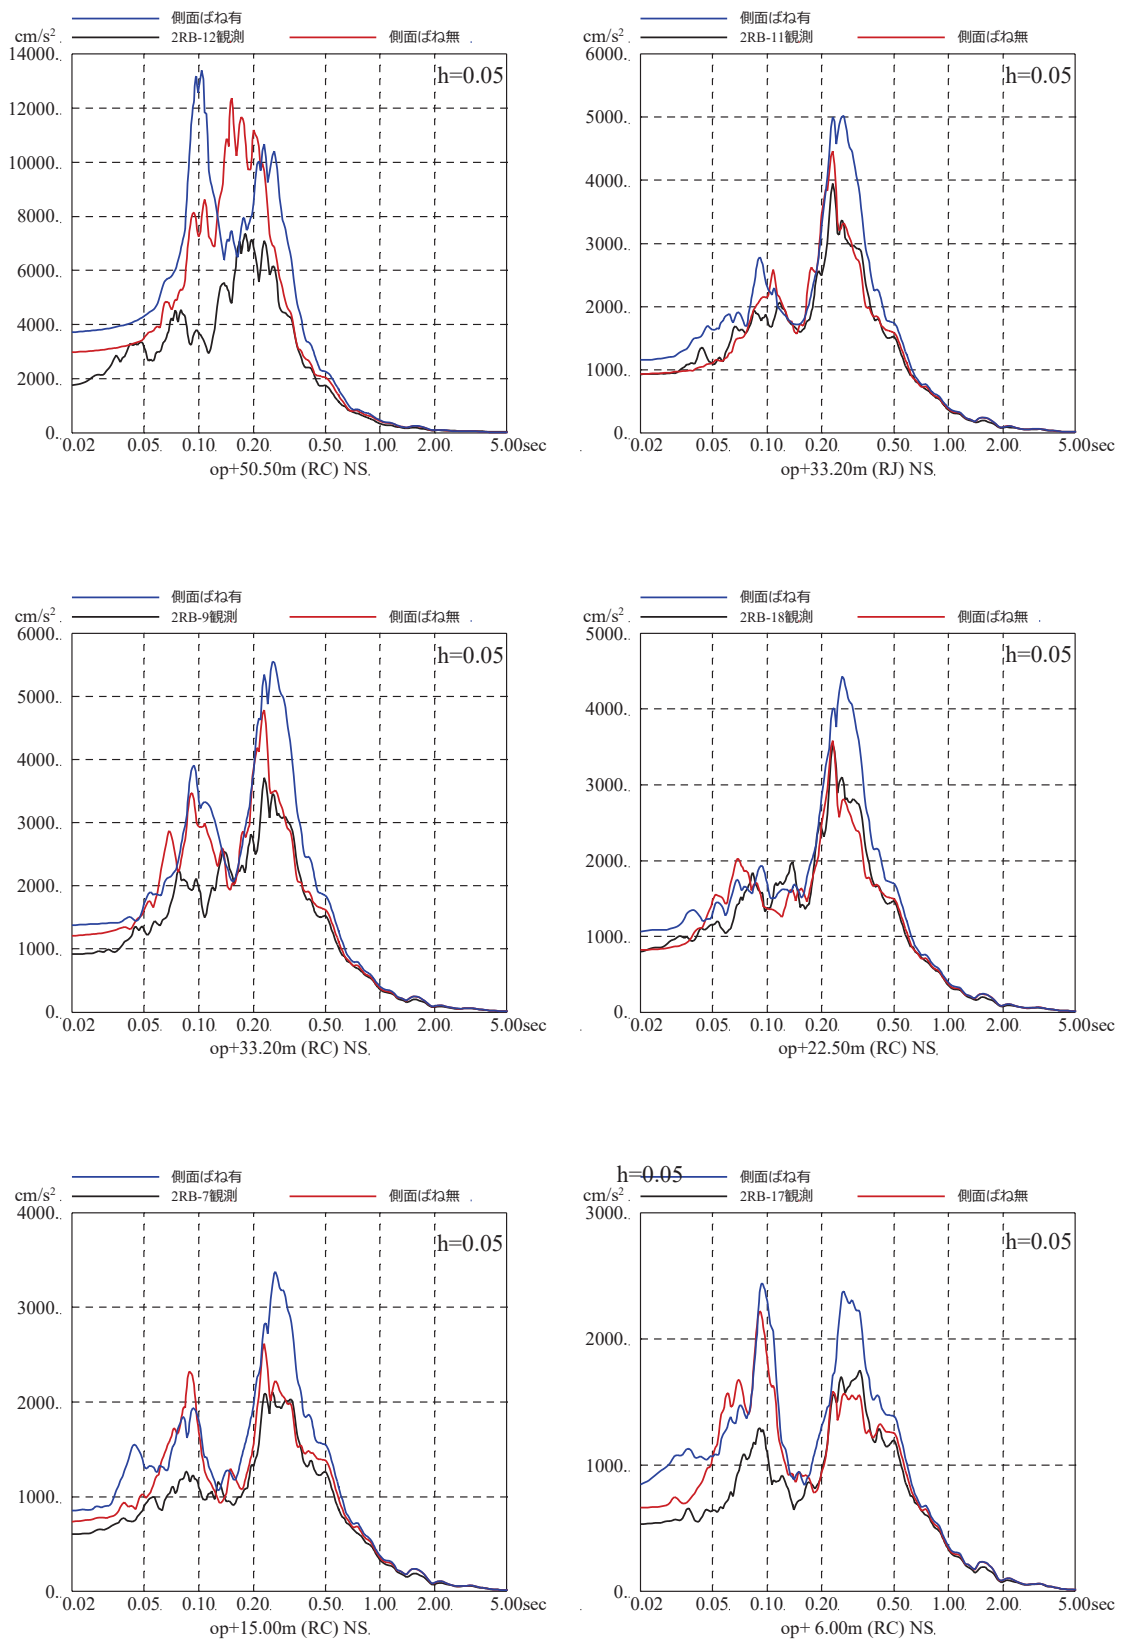 側面ばね有
cm/s²
2RB-12観測 側面ばね無
14000.
h=0.05
12000.
10000.
8000.
6000.
4000.
2000.
0.
0.02 0.05 0.10 0.20 0.50 1.00 2.00 5.00sec
op+50.50m (RC) NS
側面ばね有
cm/s²
2RB-11観測 側面ばね無
6000.
h=0.05
5000.
4000.
3000.
2000.
1000.
0.
0.02 0.05 0.10 0.20 0.50 1.00 2.00 5.00sec
op+33.20m (RJ) NS
側面ばね有
cm/s²
2RB-9観測 側面ばね無
6000.
h=0.05
5000.
4000.
3000.
2000.
1000.
0.
0.02 0.05 0.10 0.20 0.50 1.00 2.00 5.00sec
op+33.20m (RC) NS
側面ばね有
cm/s²
2RB-18観測 側面ばね無
5000.
h=0.05
4000.
3000.
2000.
1000.
0.
0.02 0.05 0.10 0.20 0.50 1.00 2.00 5.00sec
op+22.50m (RC) NS
側面ばね有
cm/s²
2RB-7観測 側面ばね無
4000.
h=0.05
3000.
2000.
1000.
0.
0.02 0.05 0.10 0.20 0.50 1.00 2.00 5.00sec
op+15.00m (RC) NS
h=0.05
側面ばね有
cm/s²
2RB-17観測 側面ばね無
3000.
h=0.05
2000.
1000.
0.
0.02 0.05 0.10 0.20 0.50 1.00 2.00 5.00sec
op+ 6.00m (RC) NS